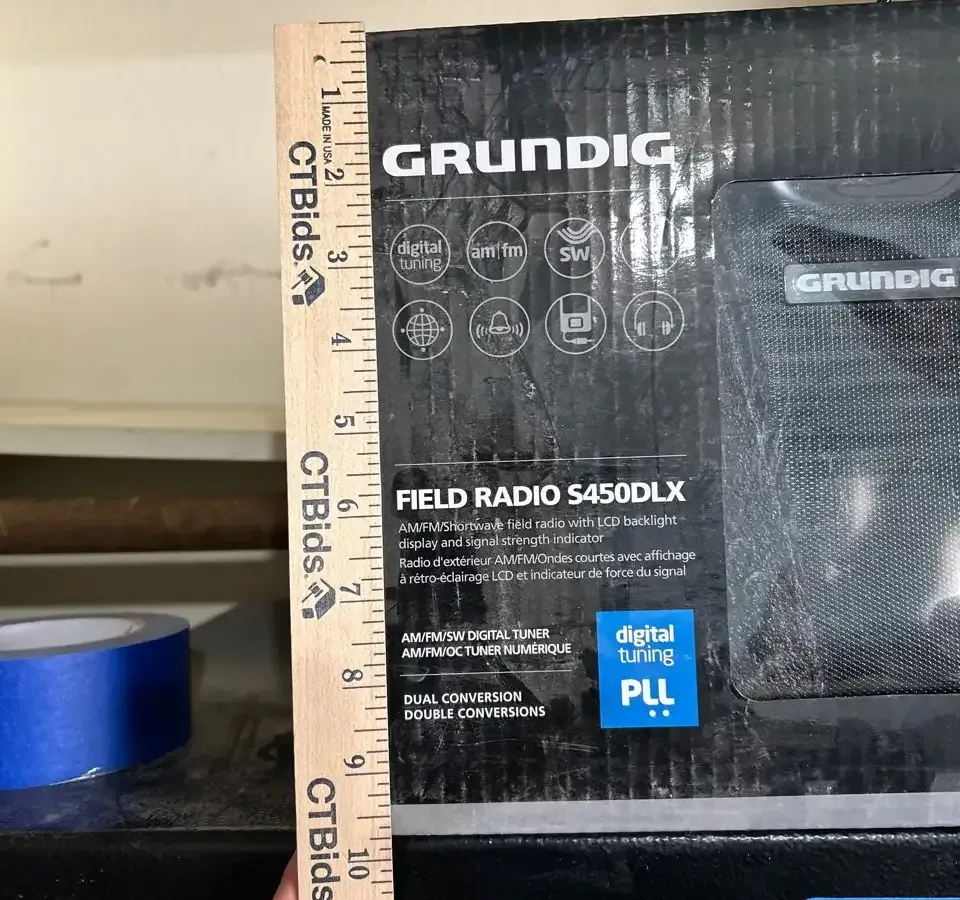 1
MADE IN USA
2
CTBids
3
4
5
CTBids
6
7
8
9
CTBids
10
GRUNDIG
digital
tuning
am|fm
SW
GRUNDIG
FIELD RADIO S450DLX
AM/FM/Shortwave field radio with LCD backlight
display and signal strength indicator
Radio d'extérieur AM/FM/Ondes courtes avec affichage
à rétro-éclairage LCD et indicateur de force du signal
AM/FM/SW DIGITAL TUNER
AM/FM/OC TUNER NUMÉRIQUE
DUAL CONVERSION
DOUBLE CONVERSIONS
digital
tuning
PLL